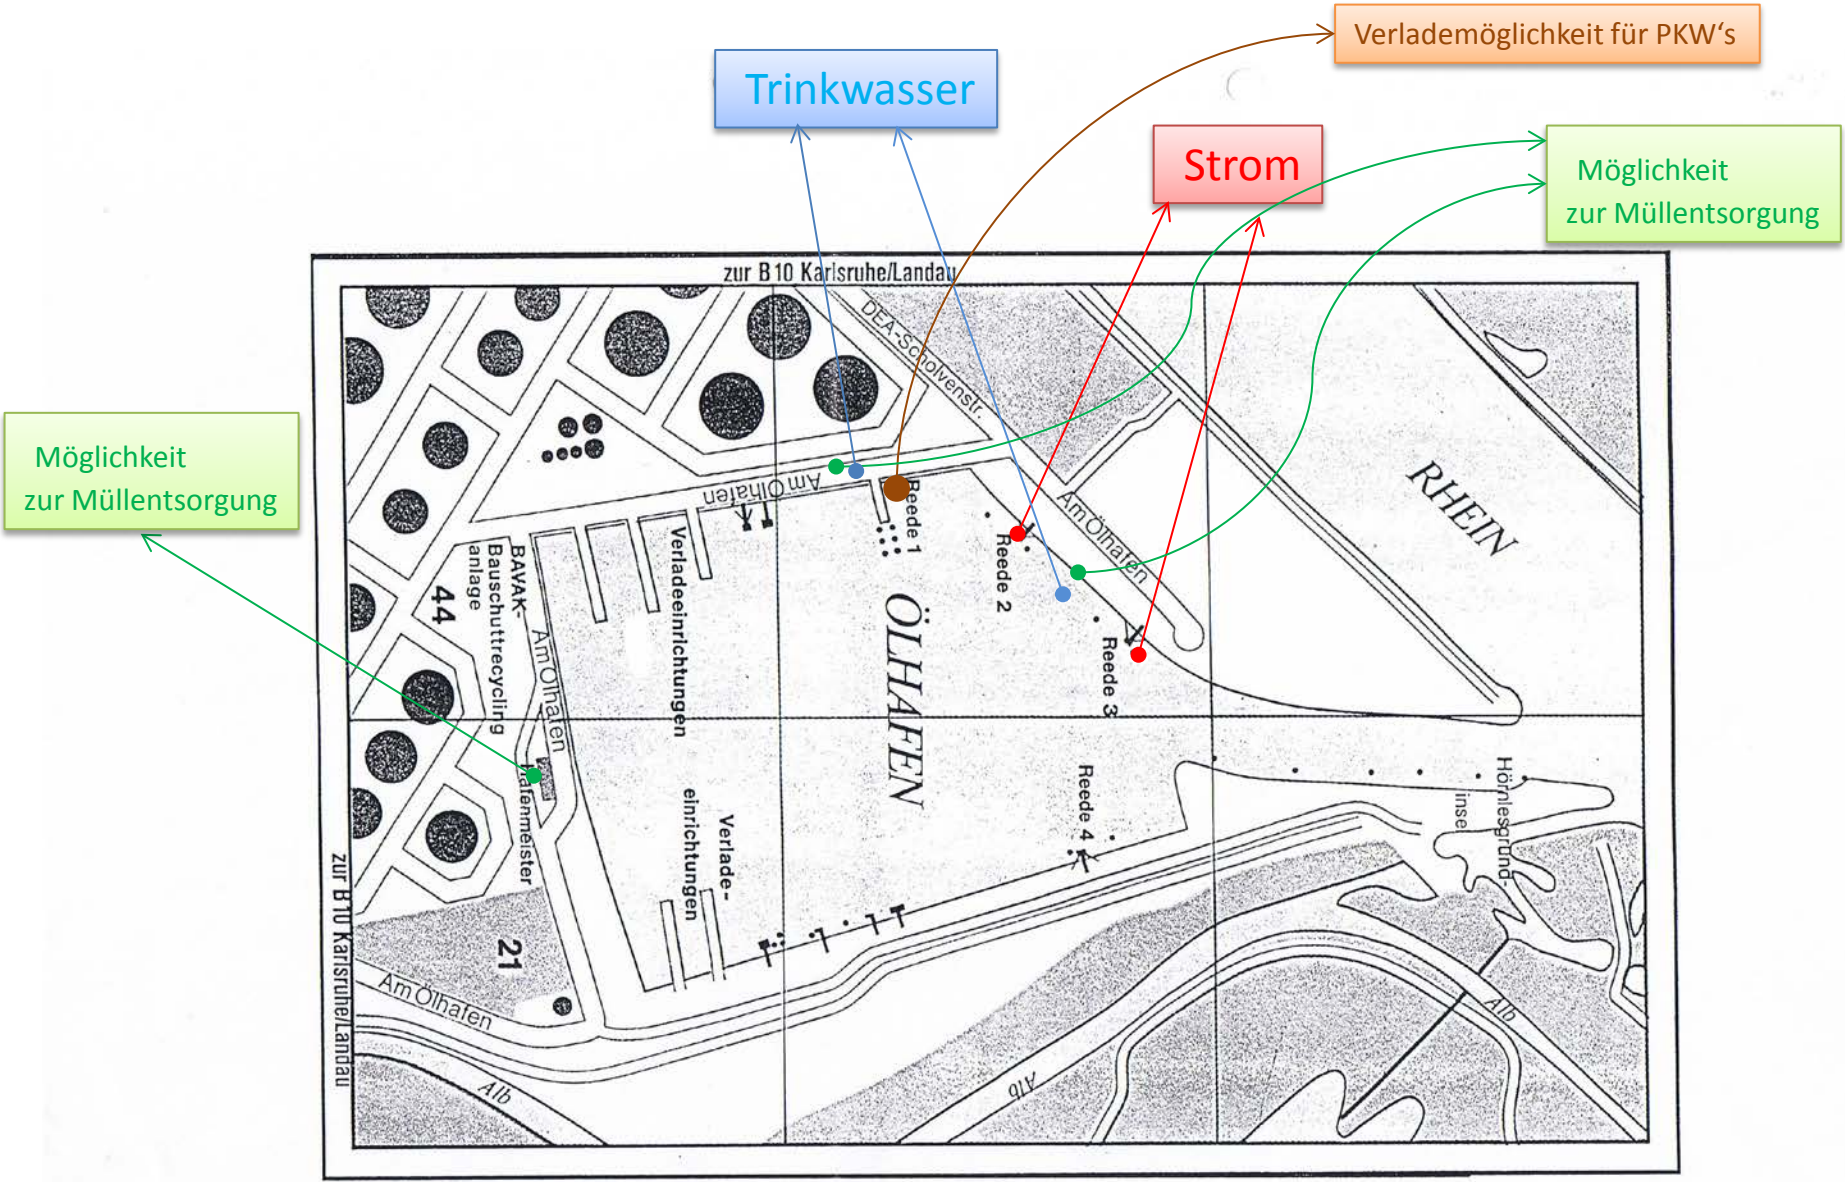 Verlademöglichkeit für PKW‘s
Trinkwasser
Strom
Möglichkeit
zur Müllentsorgung
zur B 10 Karlsruhe/Landau
DEA-Scholvenstr.
RHEIN
Möglichkeit
zur Müllentsorgung
Am Ölhafen
Reede 1
Am Ölhafen
Reede 2
Verladeeinrichtungen
BAVAK-
Bauschuttrecycling
anlage
44
ÖLHAFEN
Am Ölhafen
Reede 3
Hafenmeister
Reede 4
Hörnlesgrund-
insel
Verlade-
einrichtungen
zur B 10 Karlsruhe/Landau
21
Am Ölhafen
Alb
Alb
Alb